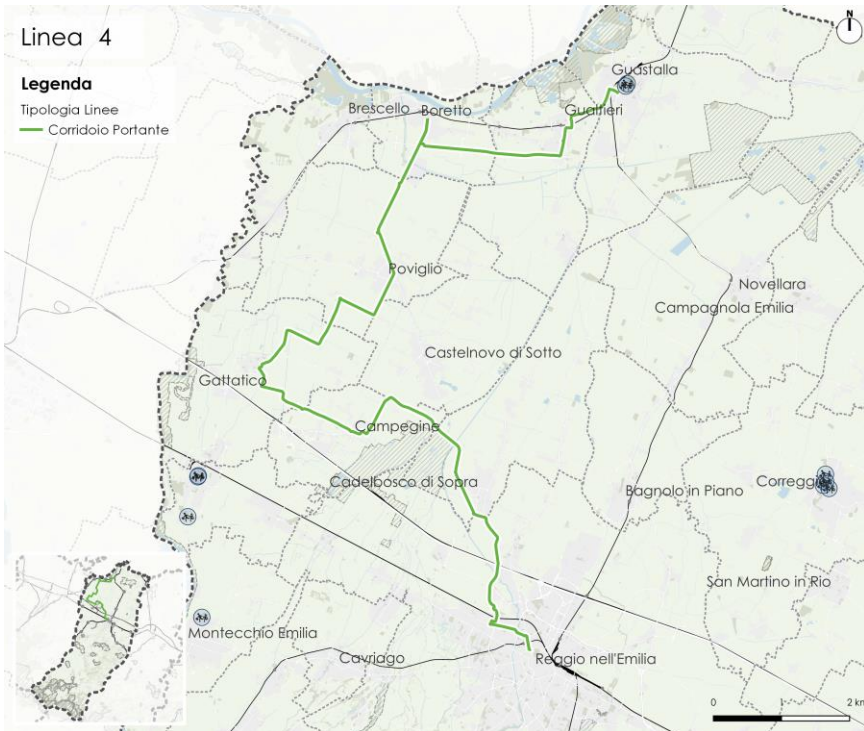 Linea 4
N
Legenda
Tipologia Linee
Corridoio Portante
Guastalla
Brescello
Boretto
Gualtieri
Poviglio
Novellara
Campagnola Emilia
Castelnovo di Sotto
Gattatico
Campegine
Cadelbosco di Sopra
Bagnolo in Piano
Correggi
San Martino in Rio
Montecchio Emilia
Cavriago
Reggio nell'Emilia
0 1 2 km